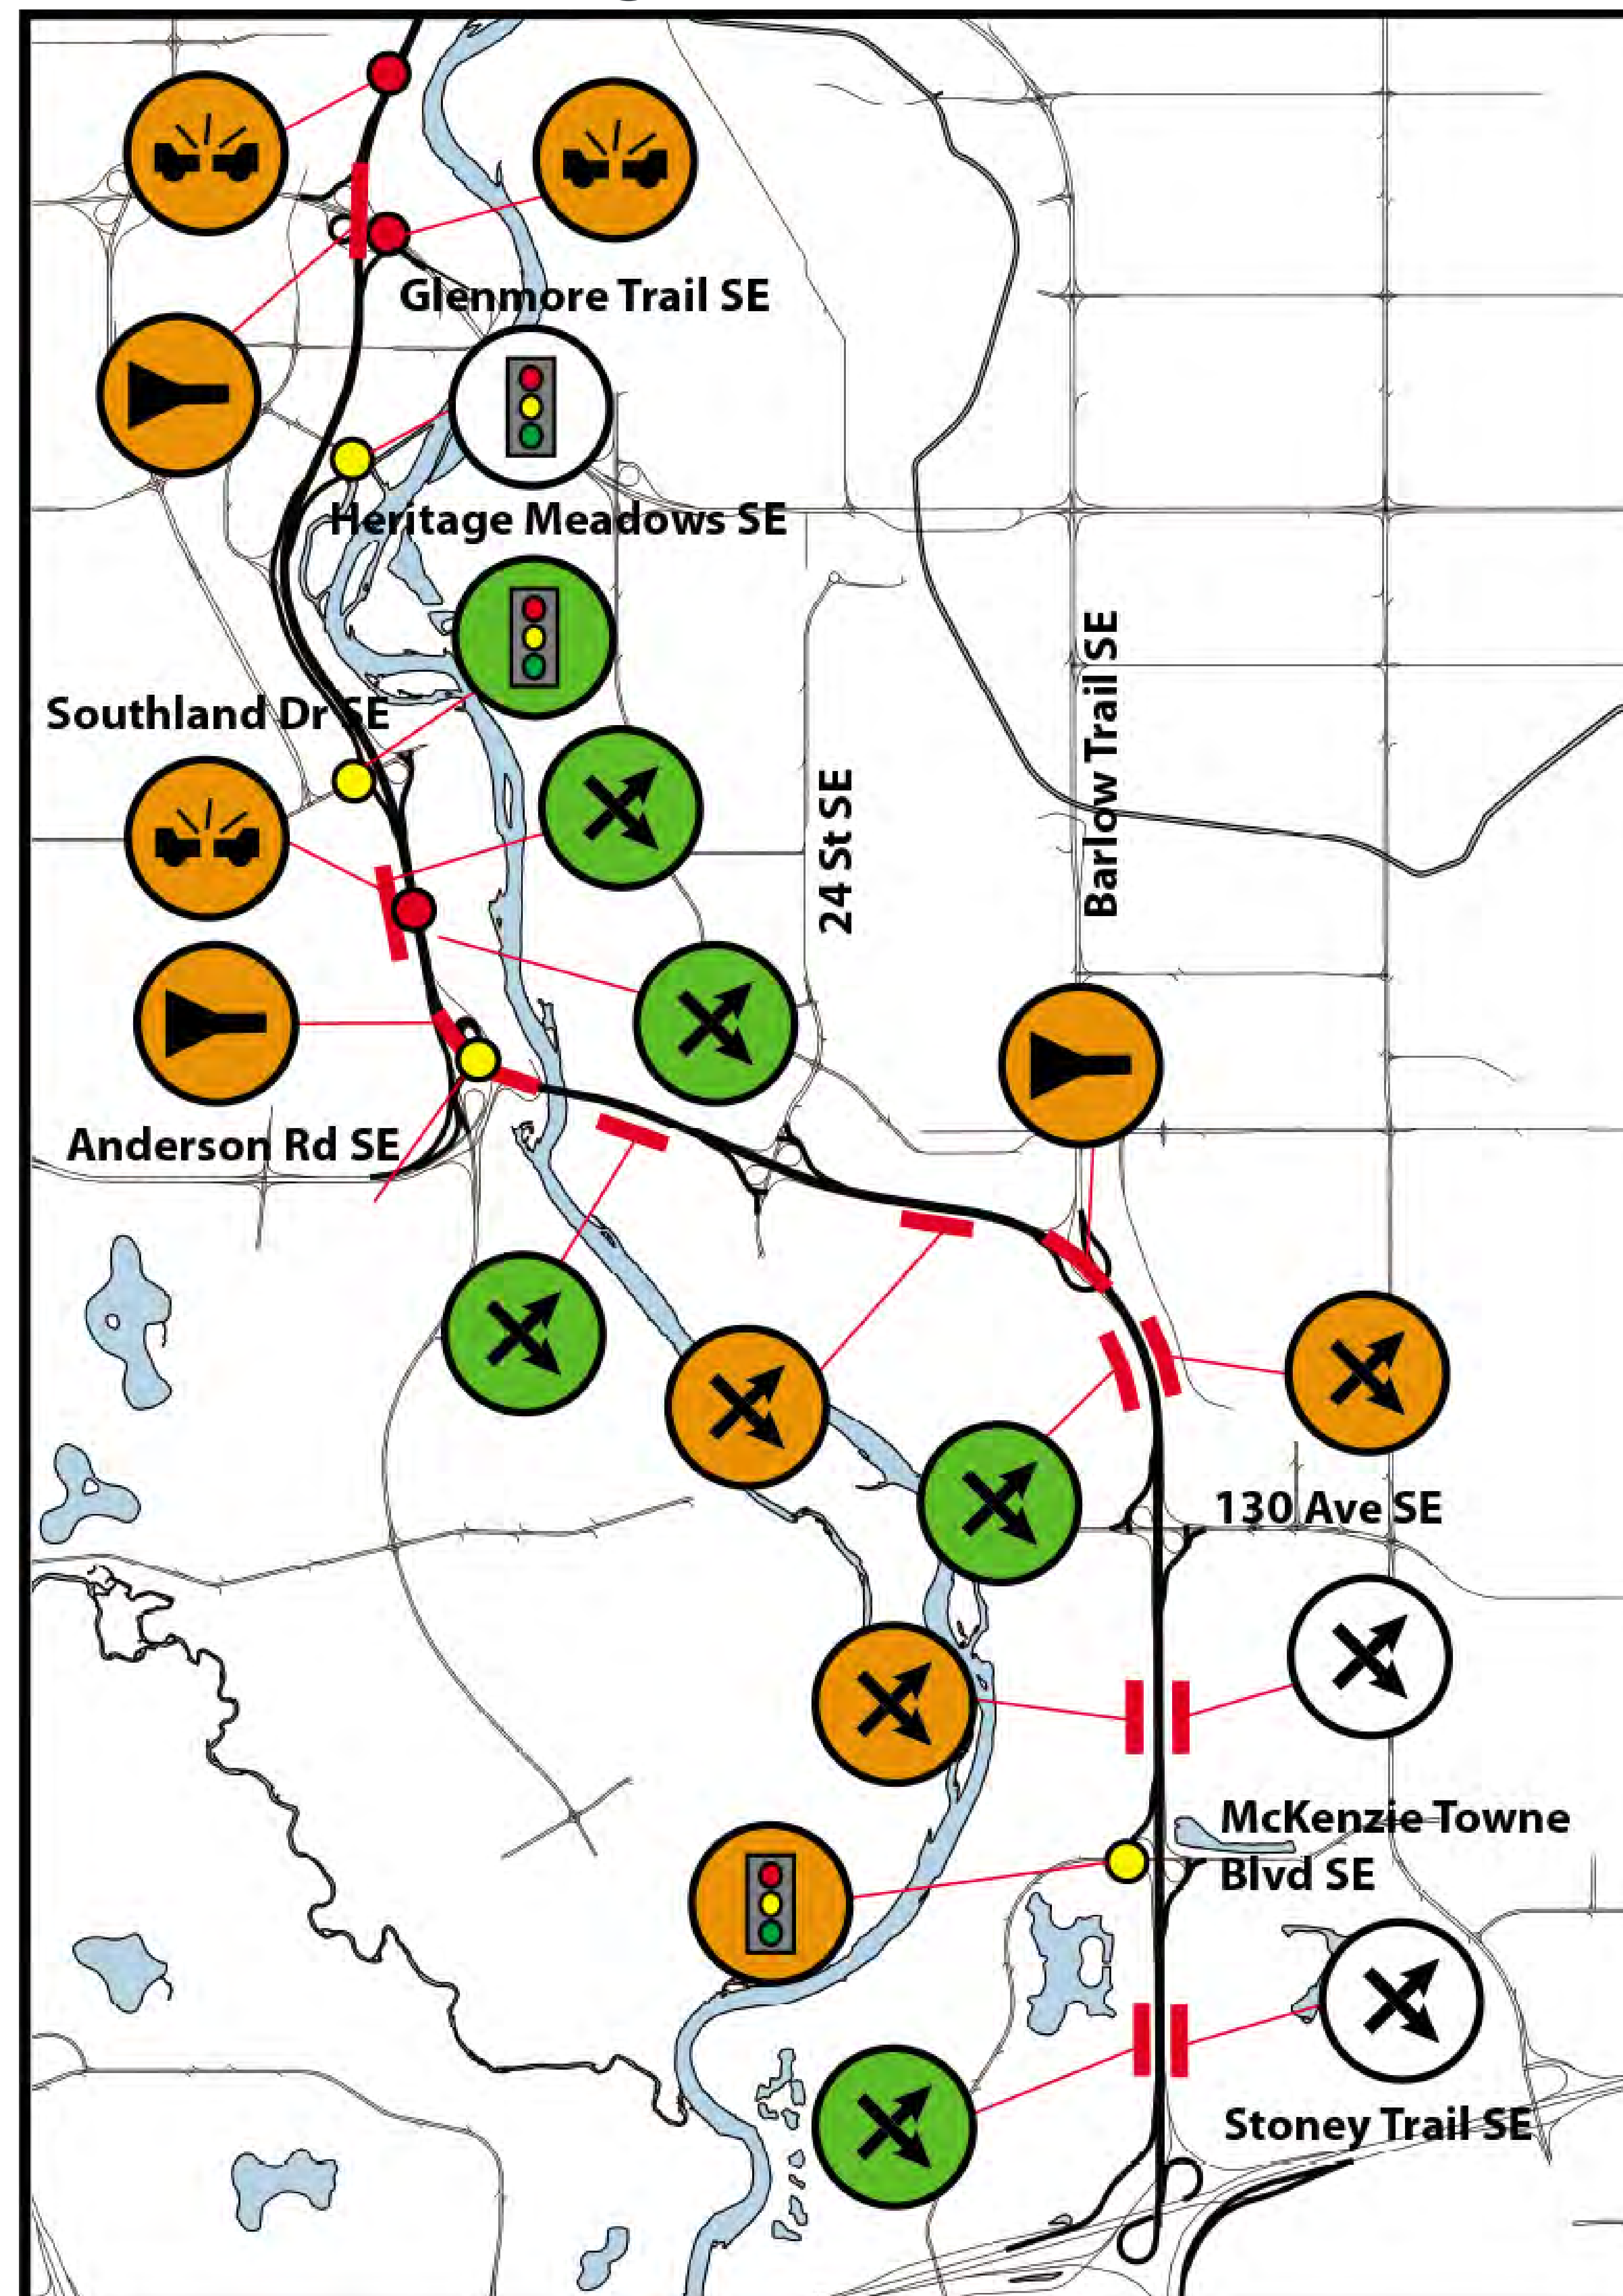 Glenmore Trail SE
Heritage Meadows SE
Southland Dr SE
24 St SE
Barlow Trail SE
Anderson Rd SE
130 Ave SE
McKenzie Towne
Blvd SE
Stoney Trail SE